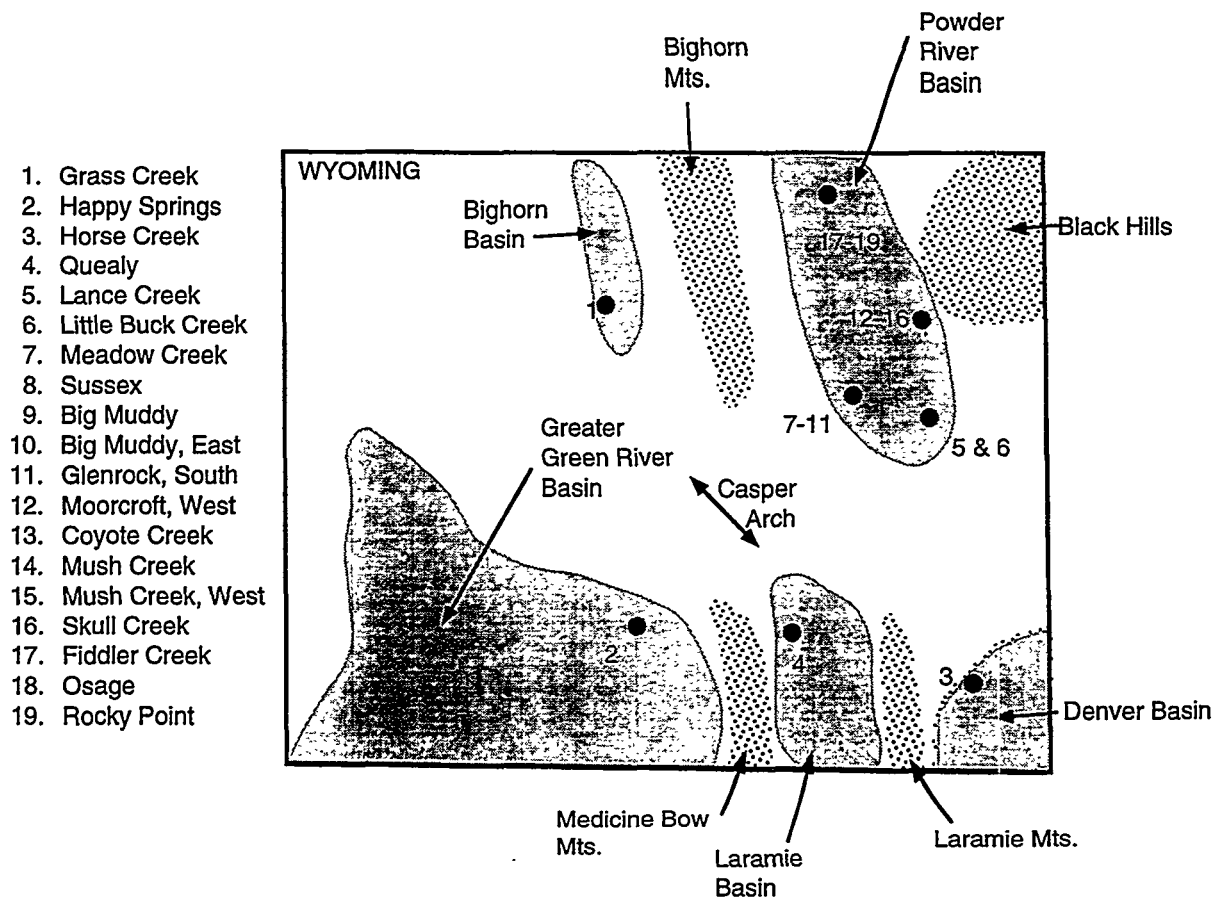 Powder
River
Basin
Bighorn
Mts.
WYOMING
1. Grass Creek
2. Happy Springs
3. Horse Creek
4. Quealy
5. Lance Creek
6. Little Buck Creek
7. Meadow Creek
8. Sussex
9. Big Muddy
10. Big Muddy, East
11. Glenrock, South
12. Moorcroft, West
13. Coyote Creek
14. Mush Creek
15. Mush Creek, West
16. Skull Creek
17. Fiddler Creek
18. Osage
19. Rocky Point
Bighorn
Basin
Black Hills
17-19
1
12-16
7-11
5 & 6
Greater
Green River
Basin
Casper
Arch
2
4
3
Denver Basin
Medicine Bow
Mts.
Laramie
Basin
Laramie Mts.